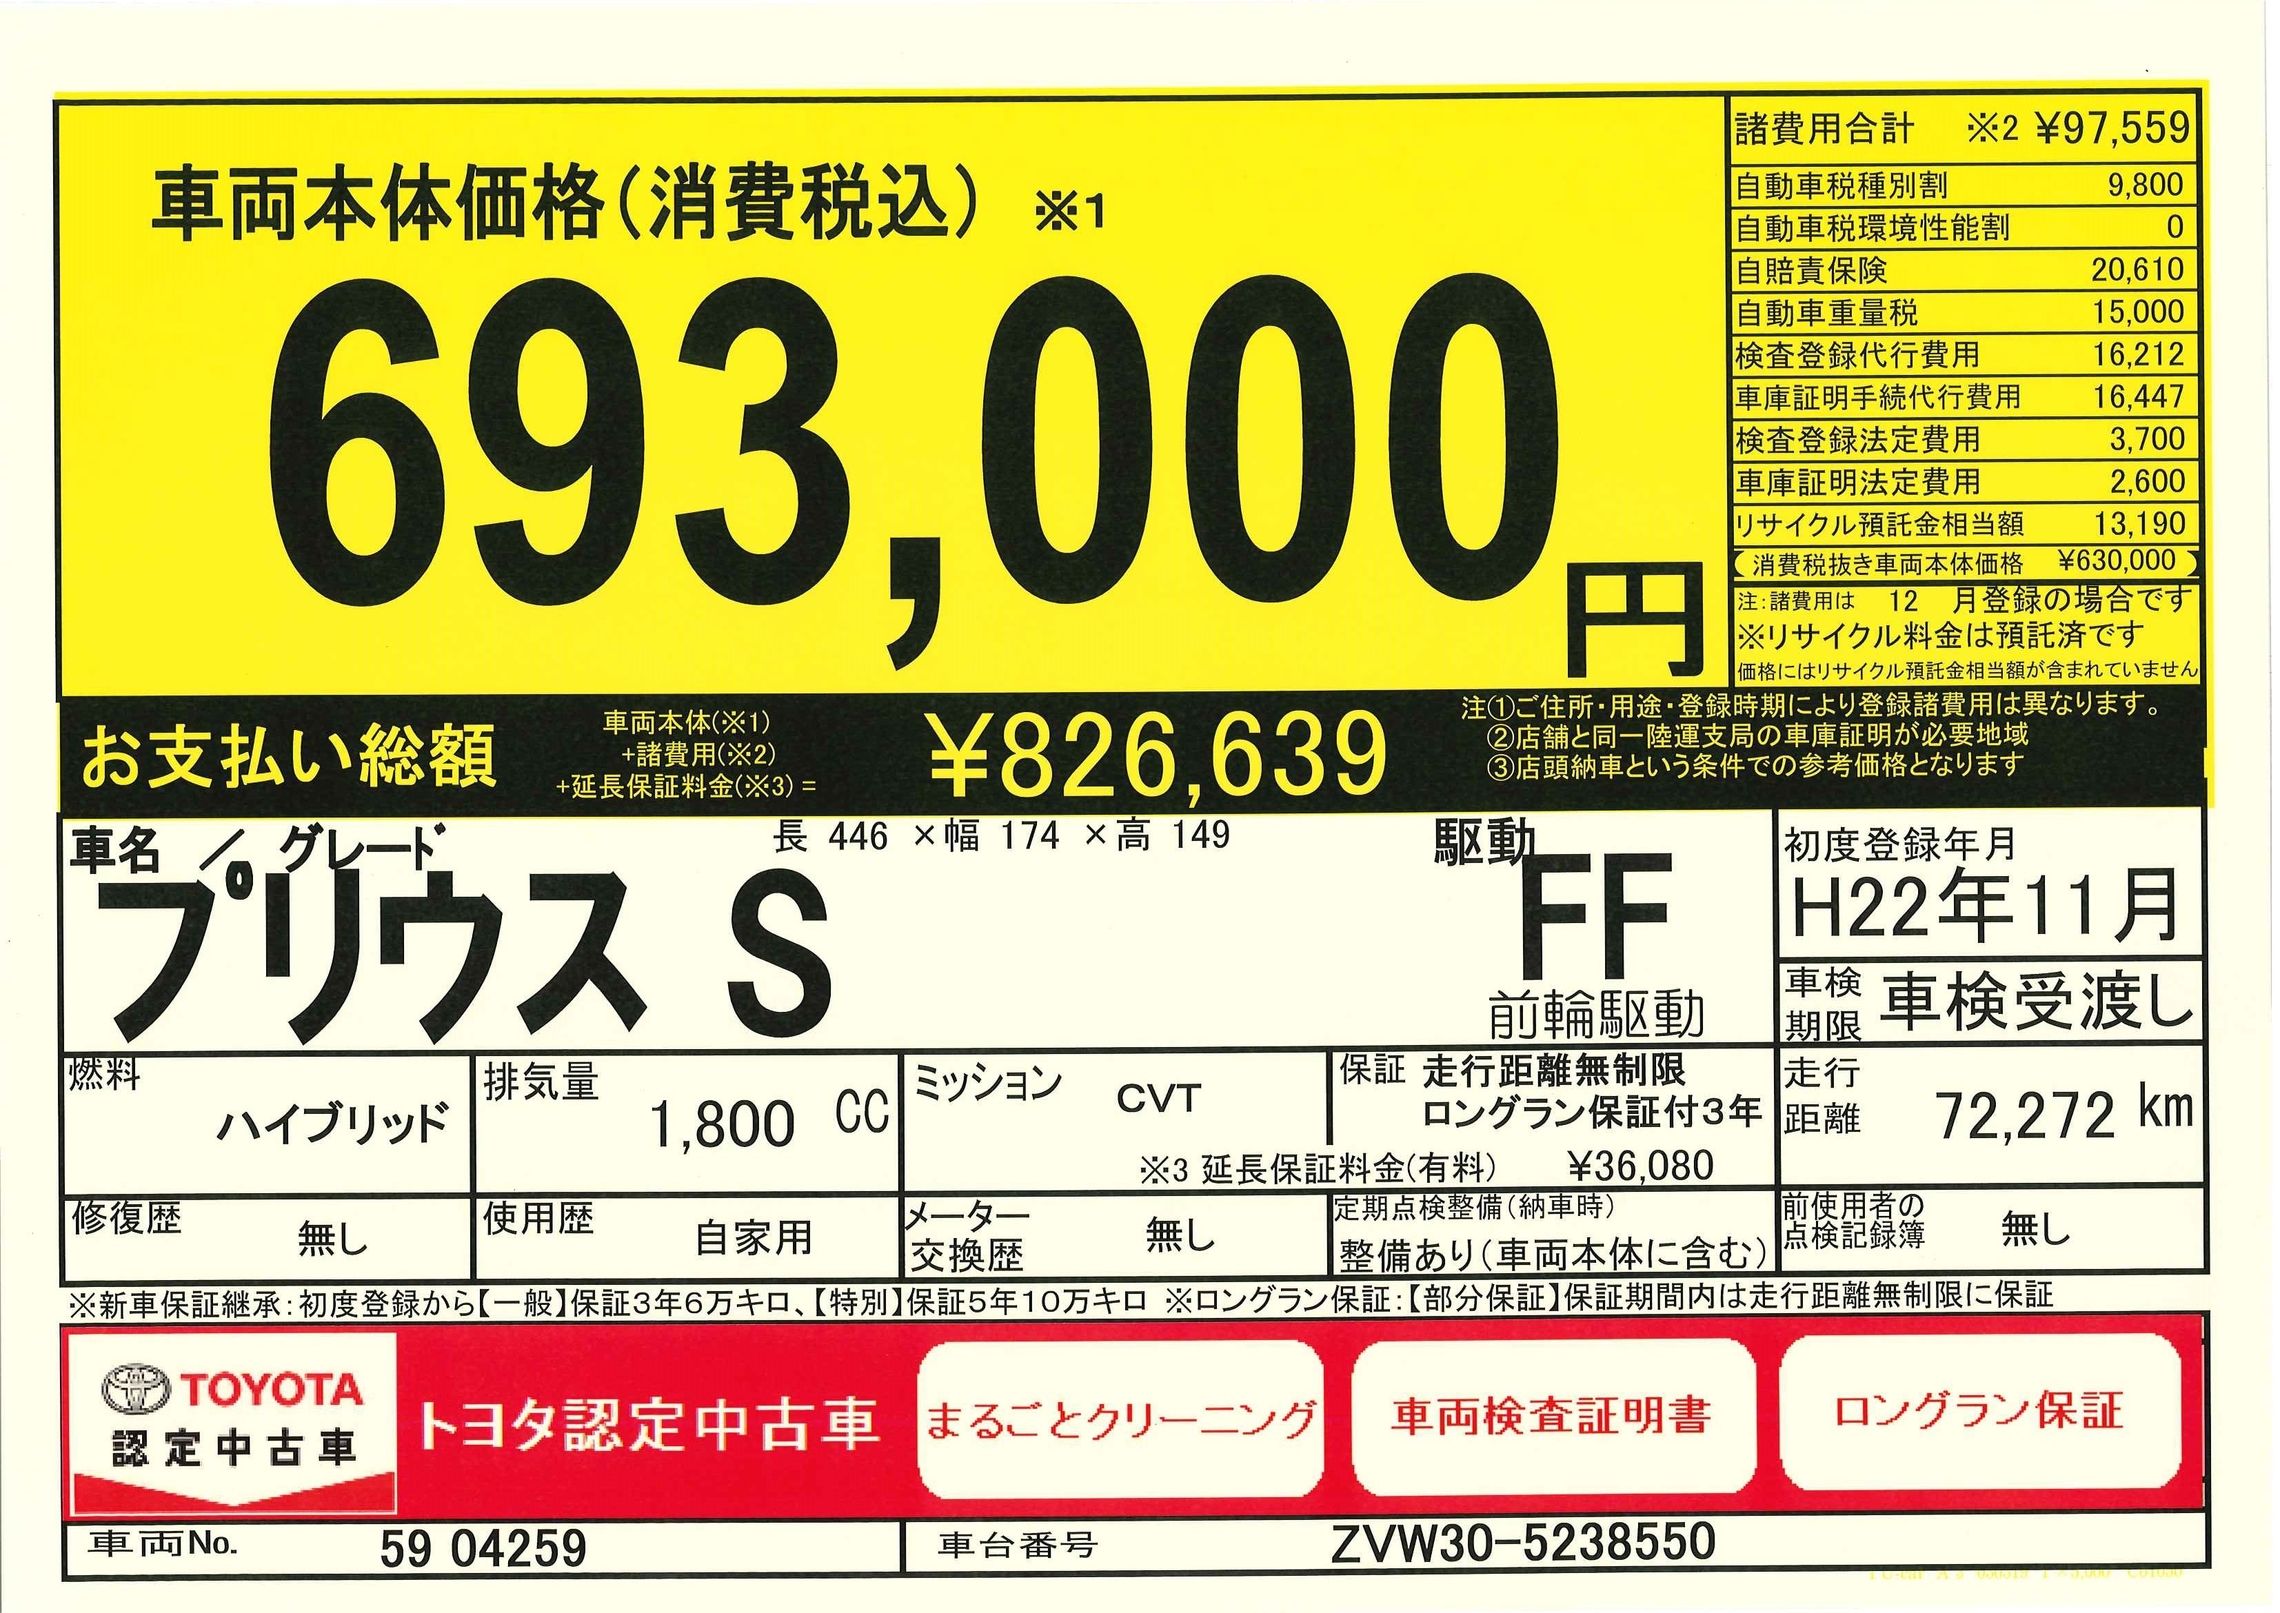 車両本体価格(消費税込) ※1
693,000円
諸費用合計 ※2 ¥97,559
自動車税種別割 9,800
自動車税環境性能割 0
自賠責保険 20,610
自動車重量税 15,000
検査登録代行費用 16,212
車庫証明手続代行費用 16,447
検査登録法定費用 3,700
車庫証明法定費用 2,600
リサイクル預託金相当額 13,190
(消費税抜き車両本体価格 ¥630,000)
注:諸費用は 12 月登録の場合です
※リサイクル料金は預託済です
価格にはリサイクル預託金相当額が含まれていません
お支払い総額
車両本体(※1)
+諸費用(※2)
+延長保証料金(※3)=
¥826,639
注①ご住所・用途・登録時期により登録諸費用は異なります。
②店舗と同一陸運支局の車庫証明が必要地域
③店頭納車という条件での参考価格となります
車名 / グレード
長 446 ×幅 174 ×高 149
プリウス S
駆動
FF
前輪駆動
初度登録年月
H22年11月
車検期限 車検受渡し
燃料
ハイブリッド
排気量
1,800 CC
ミッション CVT
保証 走行距離無制限
ロングラン保証付3年
※3 延長保証料金(有料) ¥36,080
走行距離 72,272 km
修復歴 無し
使用歴 自家用
メーター交換歴 無し
定期点検整備(納車時)
整備あり(車両本体に含む)
前使用者の点検記録簿 無し
※新車保証継承:初度登録から【一般】保証3年6万キロ、【特別】保証5年10万キロ ※ロングラン保証:【部分保証】保証期間内は走行距離無制限に保証
TOYOTA
認定中古車
トヨタ認定中古車
まるごとクリーニング
車両検査証明書
ロングラン保証
車両No. 59 04259
車台番号 ZVW30-5238550